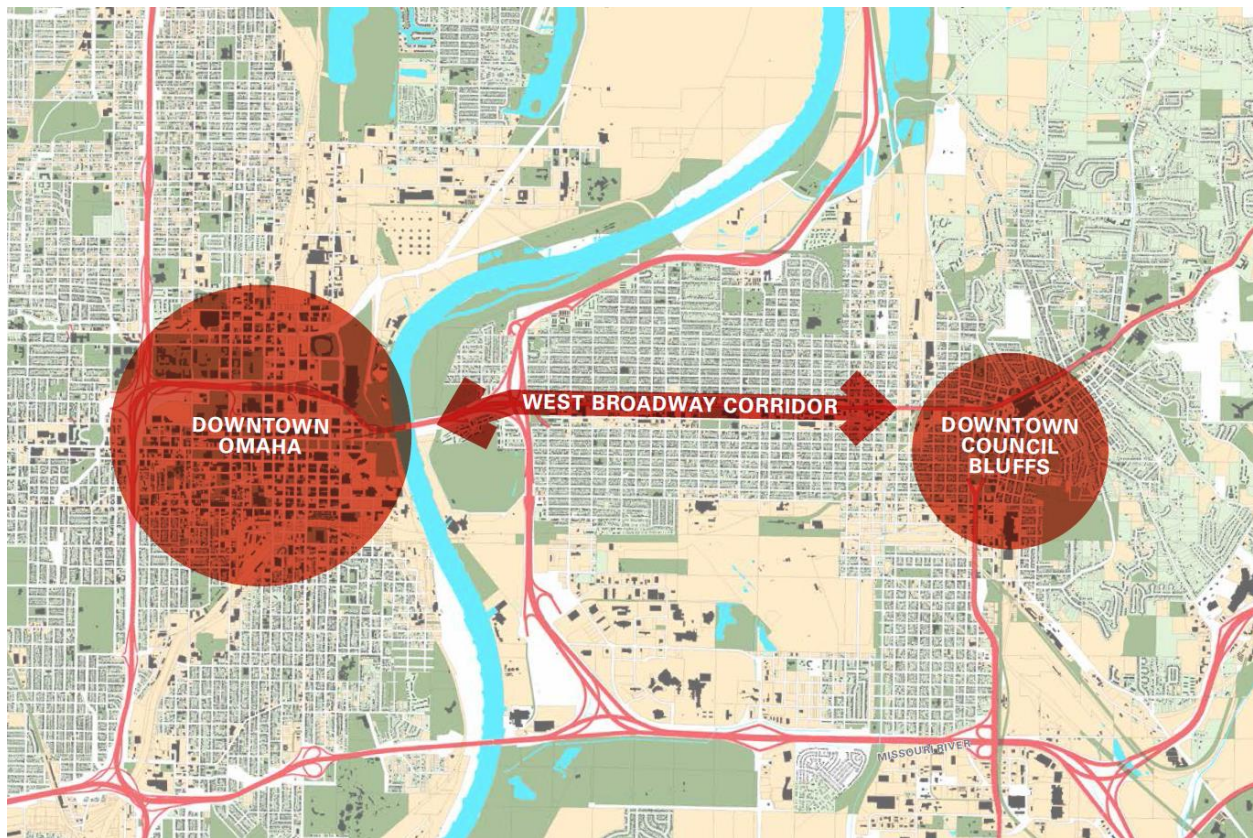 WEST BROADWAY CORRIDOR
DOWNTOWN
OMAHA
DOWNTOWN
COUNCIL
BLUFFS
MISSOURI RIVER